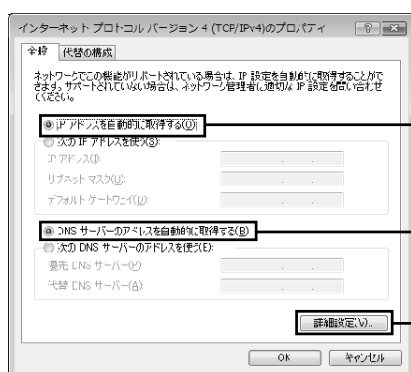 インターネット プロトコル バージョン 4 (TCP/IPv4)のプロパティ
全般 代替の構成
ネットワークでこの機能がサポートされている場合は、IP 設定を自動的に取得することがで
きます。サポートされていない場合は、ネットワーク管理者に適切な IP 設定を問い合わせ
てください。
IP アドレスを自動的に取得する(O)
次の IP アドレスを使う(S):
IP アドレス(I):
サブネット マスク(U):
デフォルト ゲートウェイ(D):
DNS サーバーのアドレスを自動的に取得する(B)
次の DNS サーバーのアドレスを使う(E):
優先 DNS サーバー(P)
代替 DNS サーバー(A)
詳細設定(V)...
OK キャンセル